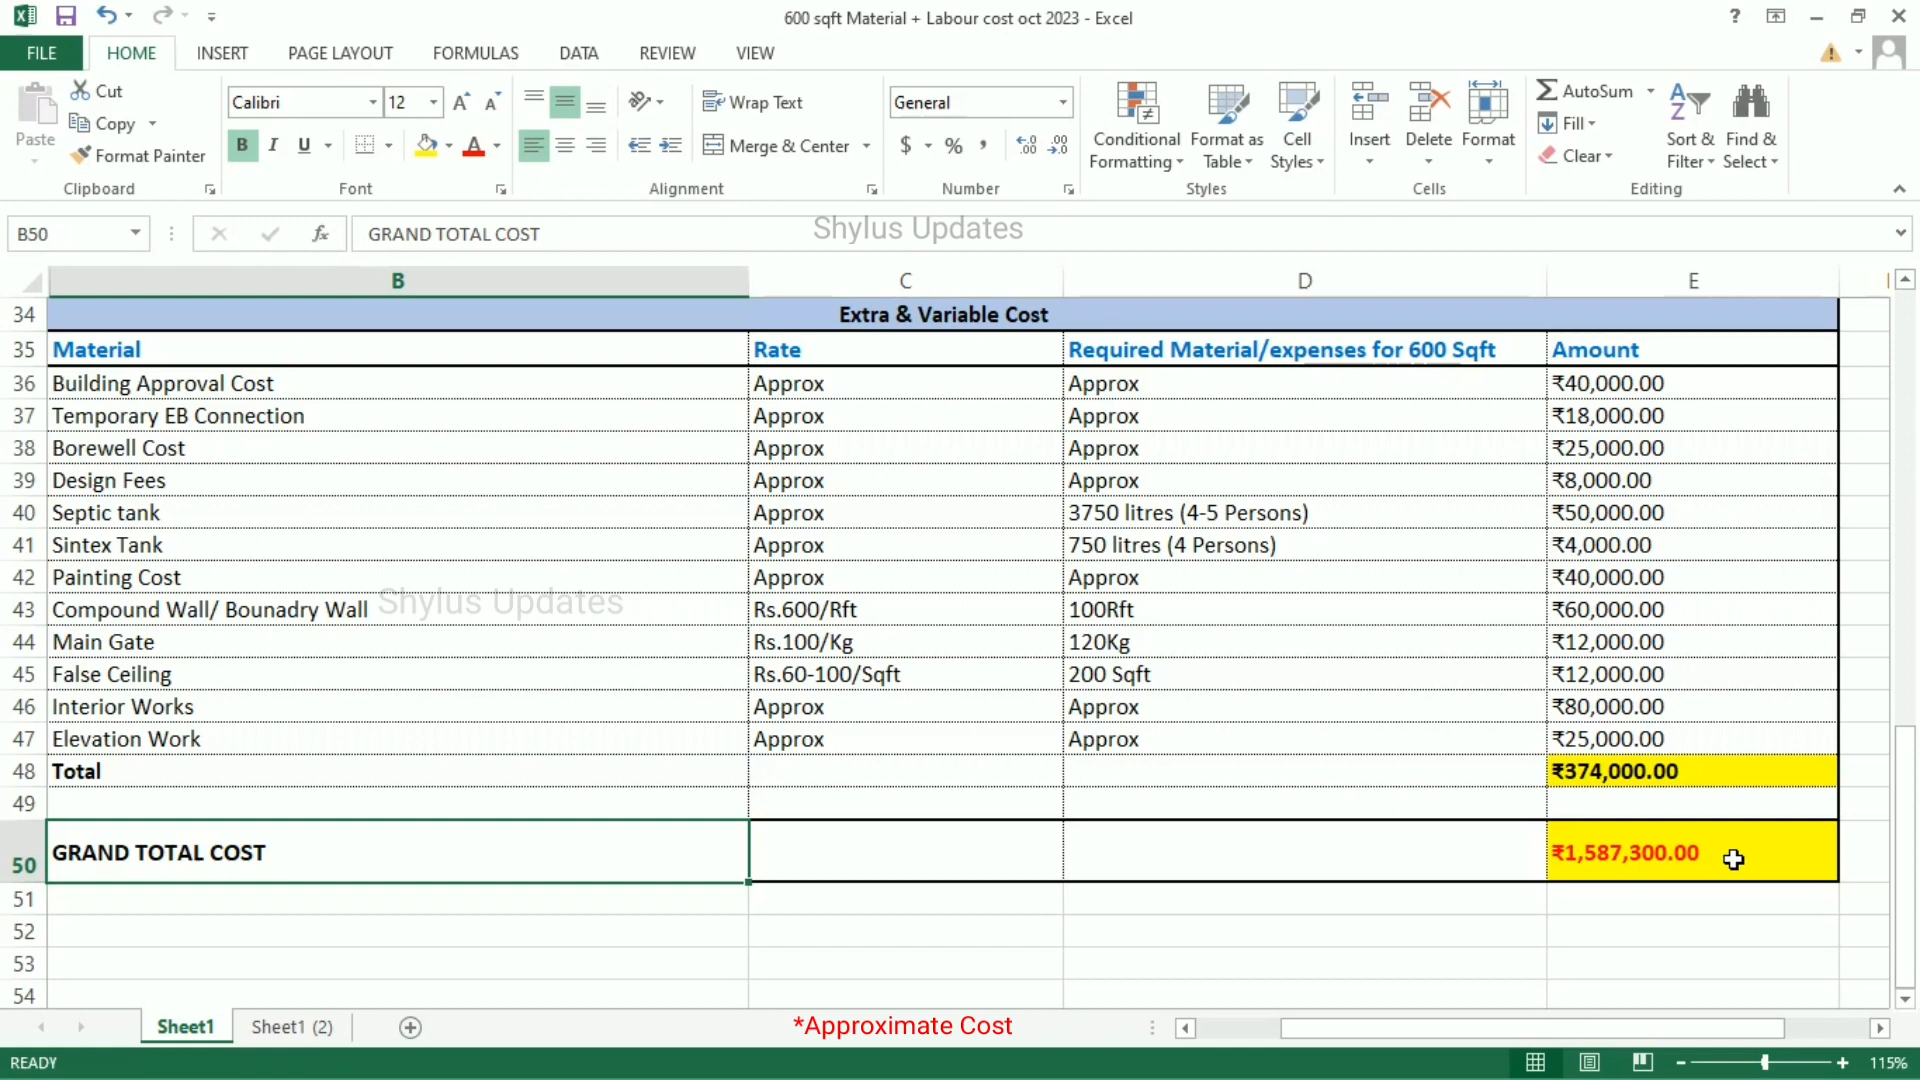 600 sqft Material + Labour cost oct 2023 - Excel
?
FILE HOME INSERT PAGE LAYOUT FORMULAS DATA REVIEW VIEW
Paste
Cut
Copy
Format Painter
Clipboard
Calibri 12
B I U
Font
Wrap Text
Merge & Center
Alignment
General
$ % ,
Number
Conditional Formatting
Format as Table
Cell Styles
Styles
Insert
Delete
Format
Cells
AutoSum
Fill
Clear
Sort & Filter
Find & Select
Editing
B50 fx GRAND TOTAL COST
Shylus Updates
B C D E
34 Extra & Variable Cost
35 Material Rate Required Material/expenses for 600 Sqft Amount
36 Building Approval Cost Approx Approx ₹40,000.00
37 Temporary EB Connection Approx Approx ₹18,000.00
38 Borewell Cost Approx Approx ₹25,000.00
39 Design Fees Approx Approx ₹8,000.00
40 Septic tank Approx 3750 litres (4-5 Persons) ₹50,000.00
41 Sintex Tank Approx 750 litres (4 Persons) ₹4,000.00
42 Painting Cost Approx Approx ₹40,000.00
43 Compound Wall/ Bounadry Wall Rs.600/Rft 100Rft ₹60,000.00
Shylus Updates
44 Main Gate Rs.100/Kg 120Kg ₹12,000.00
45 False Ceiling Rs.60-100/Sqft 200 Sqft ₹12,000.00
46 Interior Works Approx Approx ₹80,000.00
47 Elevation Work Approx Approx ₹25,000.00
48 Total ₹374,000.00
49
50 GRAND TOTAL COST ₹1,587,300.00
51
52
53
54
Sheet1 Sheet1 (2)
*Approximate Cost
READY 115%